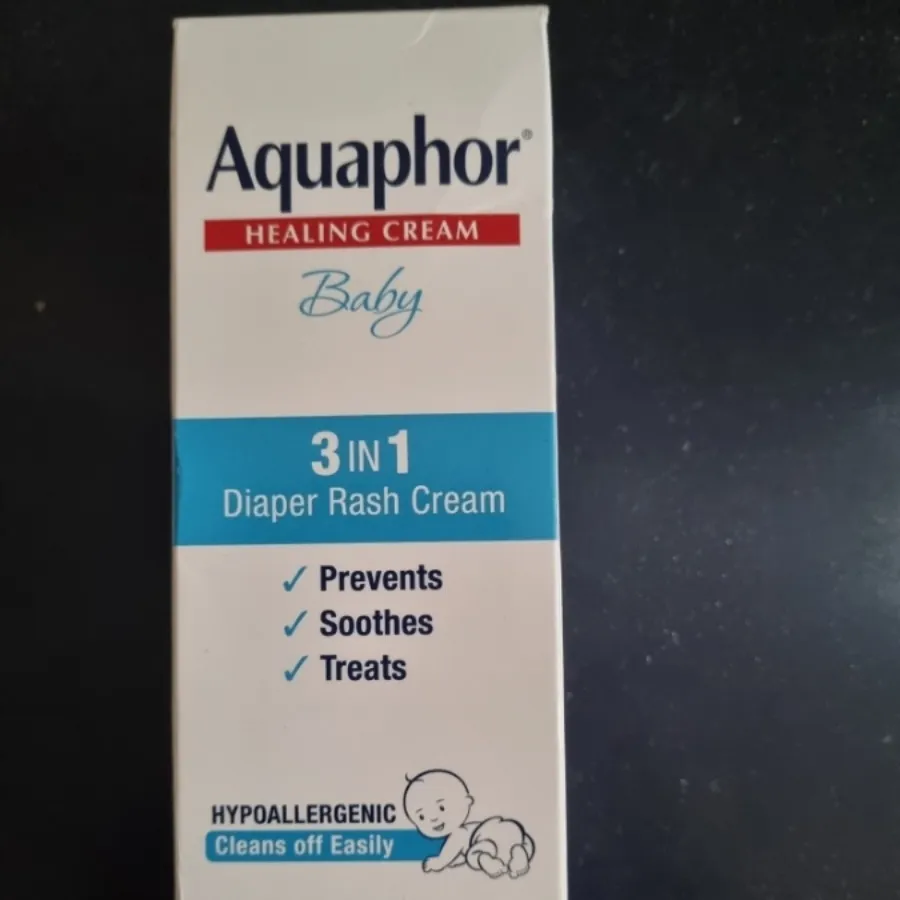 Aquaphor®
HEALING CREAM
Baby
3 IN 1
Diaper Rash Cream
✓ Prevents
✓ Soothes
✓ Treats
HYPOALLERGENIC
Cleans off Easily